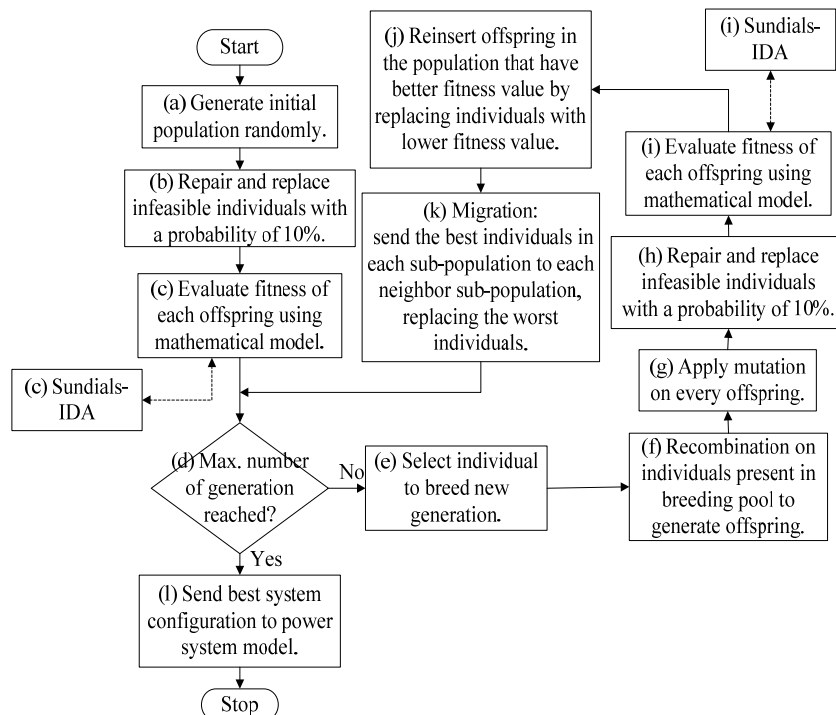 Start
(a) Generate initial
population randomly.
(b) Repair and replace
infeasible individuals with
a probability of 10%.
(c) Evaluate fitness of
each offspring using
mathematical model.
(c) Sundials-
IDA
(d) Max. number
of generation
reached?
No
Yes
(e) Select individual
to breed new
generation.
(f) Recombination on
individuals present in
breeding pool to
generate offspring.
(g) Apply mutation
on every offspring.
(h) Repair and replace
infeasible individuals
with a probability of 10%.
(i) Evaluate fitness of
each offspring using
mathematical model.
(i) Sundials-
IDA
(j) Reinsert offspring in
the population that have
better fitness value by
replacing individuals with
lower fitness value.
(k) Migration:
send the best individuals in
each sub-population to each
neighbor sub-population,
replacing the worst
individuals.
(l) Send best system
configuration to power
system model.
Stop